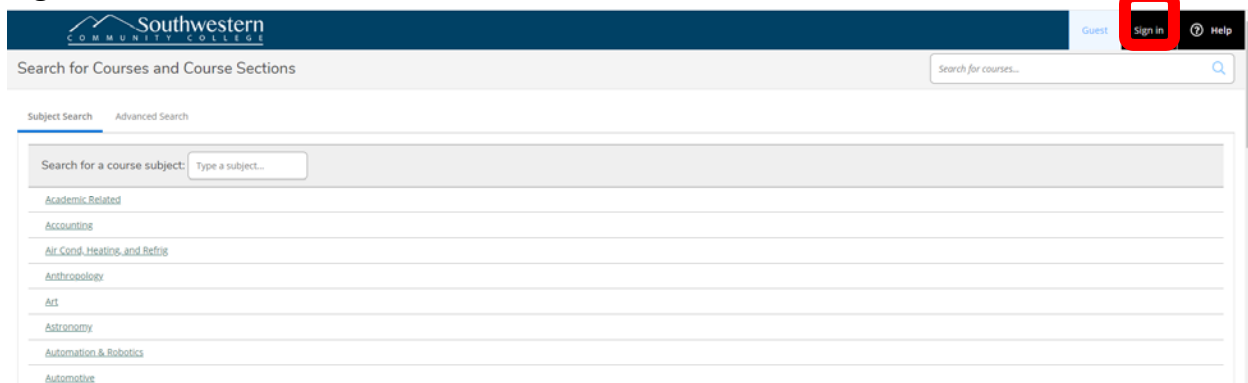 Southwestern
COMMUNITY COLLEGE
Guest Sign in Help
Search for Courses and Course Sections
Search for courses...
Subject Search Advanced Search
Search for a course subject: Type a subject...
Academic Related
Accounting
Air Cond, Heating, and Refrig
Anthropology
Art
Astronomy
Automation & Robotics
Automotive